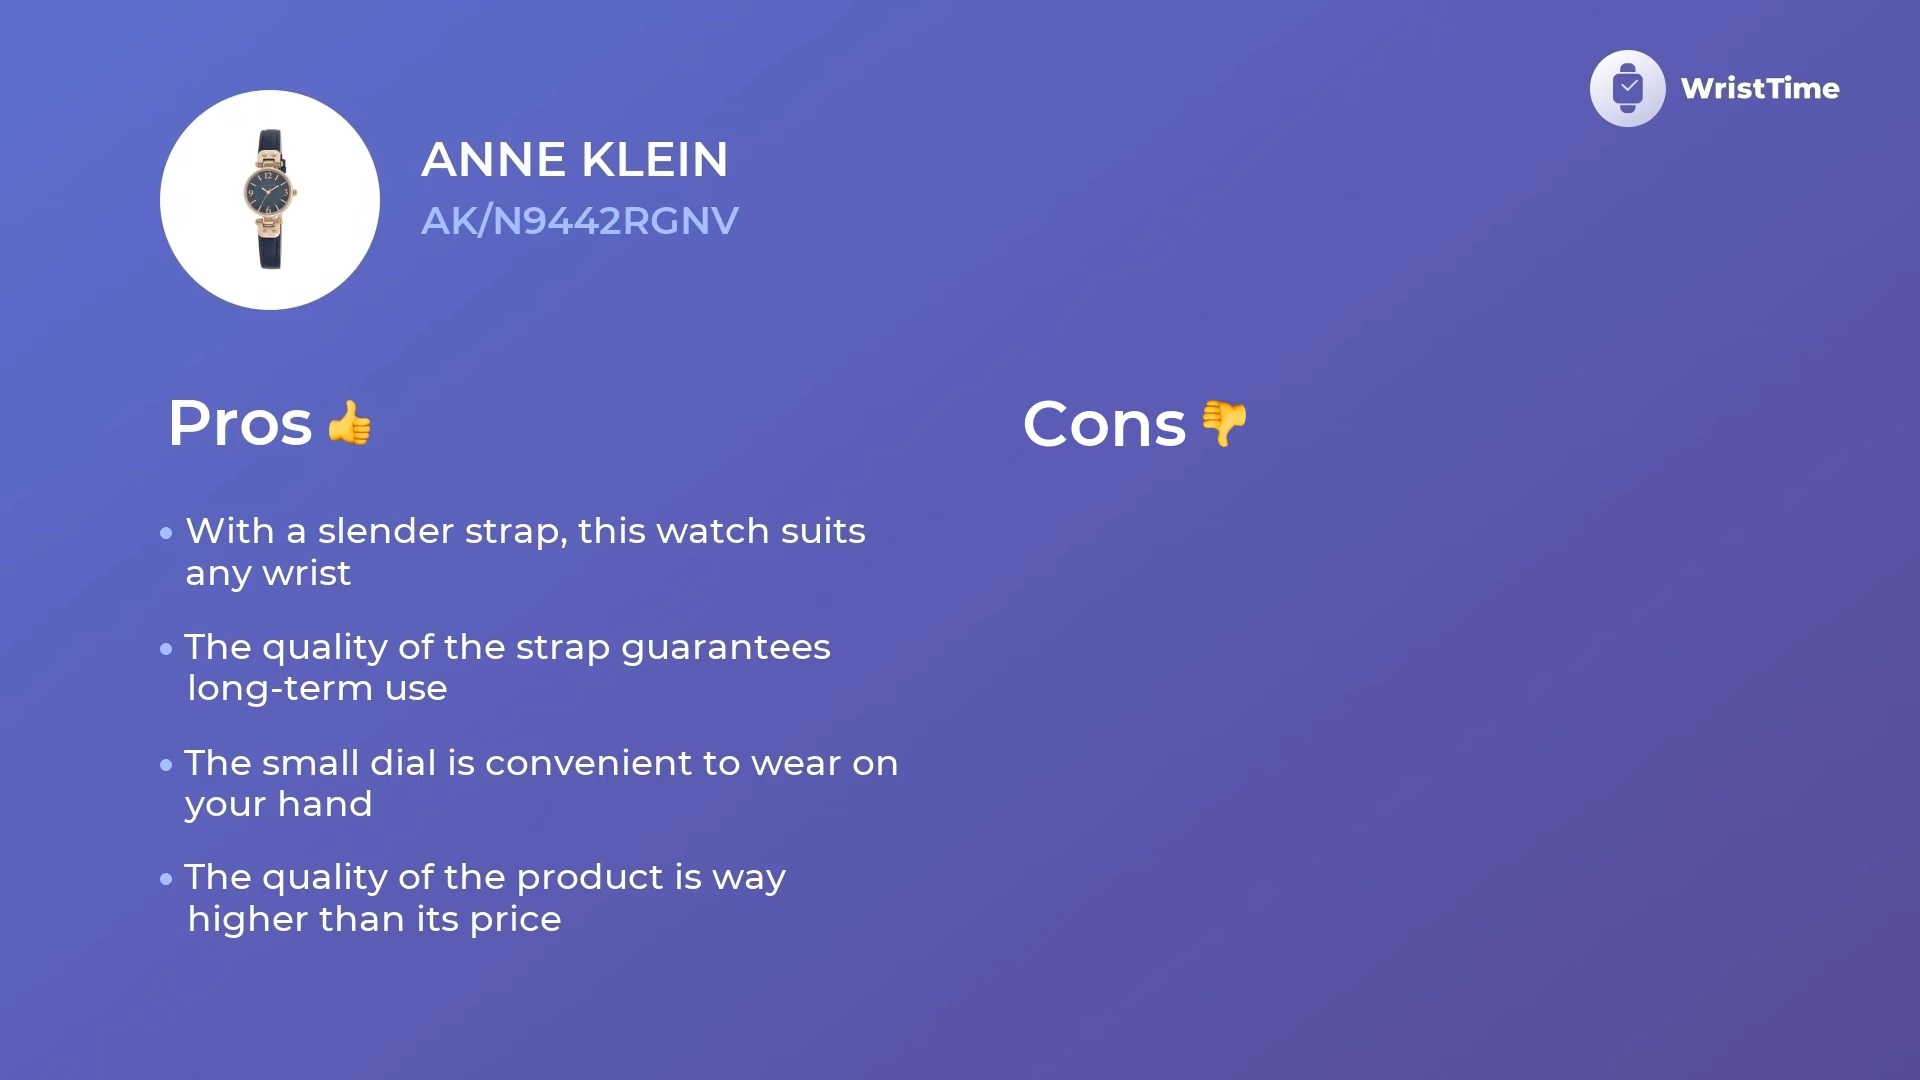 WristTime
ANNE KLEIN
AK/N9442RGNV
Pros 👍
With a slender strap, this watch suits
any wrist
The quality of the strap guarantees
long-term use
The small dial is convenient to wear on
your hand
The quality of the product is way
higher than its price
Cons 👎